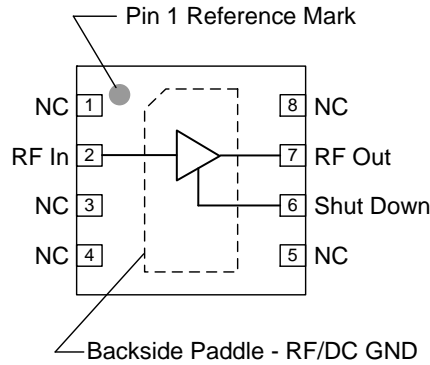 Pin 1 Reference Mark
NC 1 8 NC
RF In 2 7 RF Out
NC 3 6 Shut Down
NC 4 5 NC
Backside Paddle - RF/DC GND